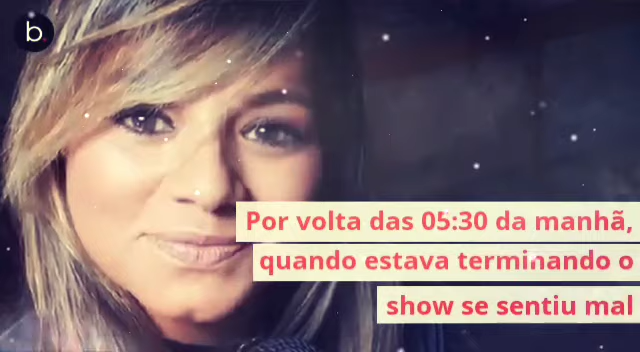 b
Por volta das 05:30 da manhã,
quando estava terminando o
show se sentiu mal